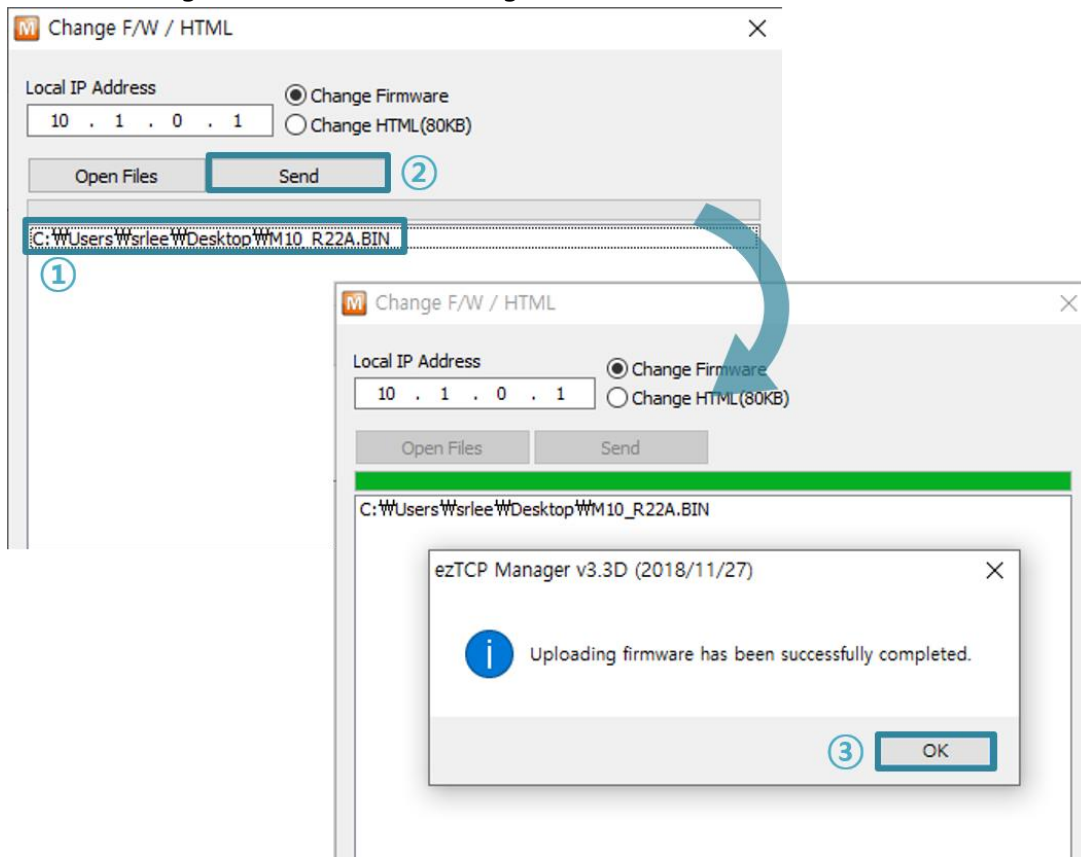 Change F/W / HTML
Local IP Address
10 . 1 . 0 . 1
Change Firmware
Change HTML(80KB)
Open Files
Send
②
C:₩Users₩srlee₩Desktop₩M10_R22A.BIN
①
Change F/W / HTML
Local IP Address
10 . 1 . 0 . 1
Change Firmware
Change HTML(80KB)
Open Files
Send
C:₩Users₩srlee₩Desktop₩M10_R22A.BIN
ezTCP Manager v3.3D (2018/11/27)
Uploading firmware has been successfully completed.
③
OK